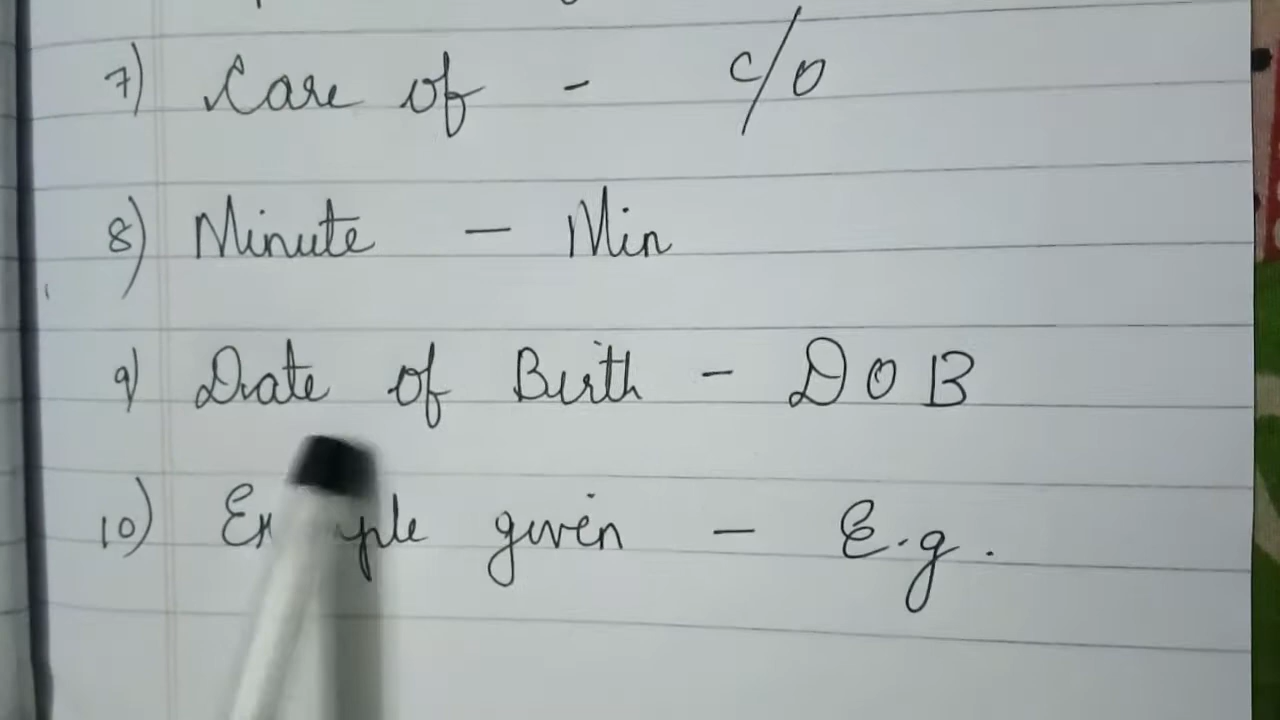 7) Care of - c/o
8) Minute - Min
9) Date of Birth - DOB
10) given - E.g.